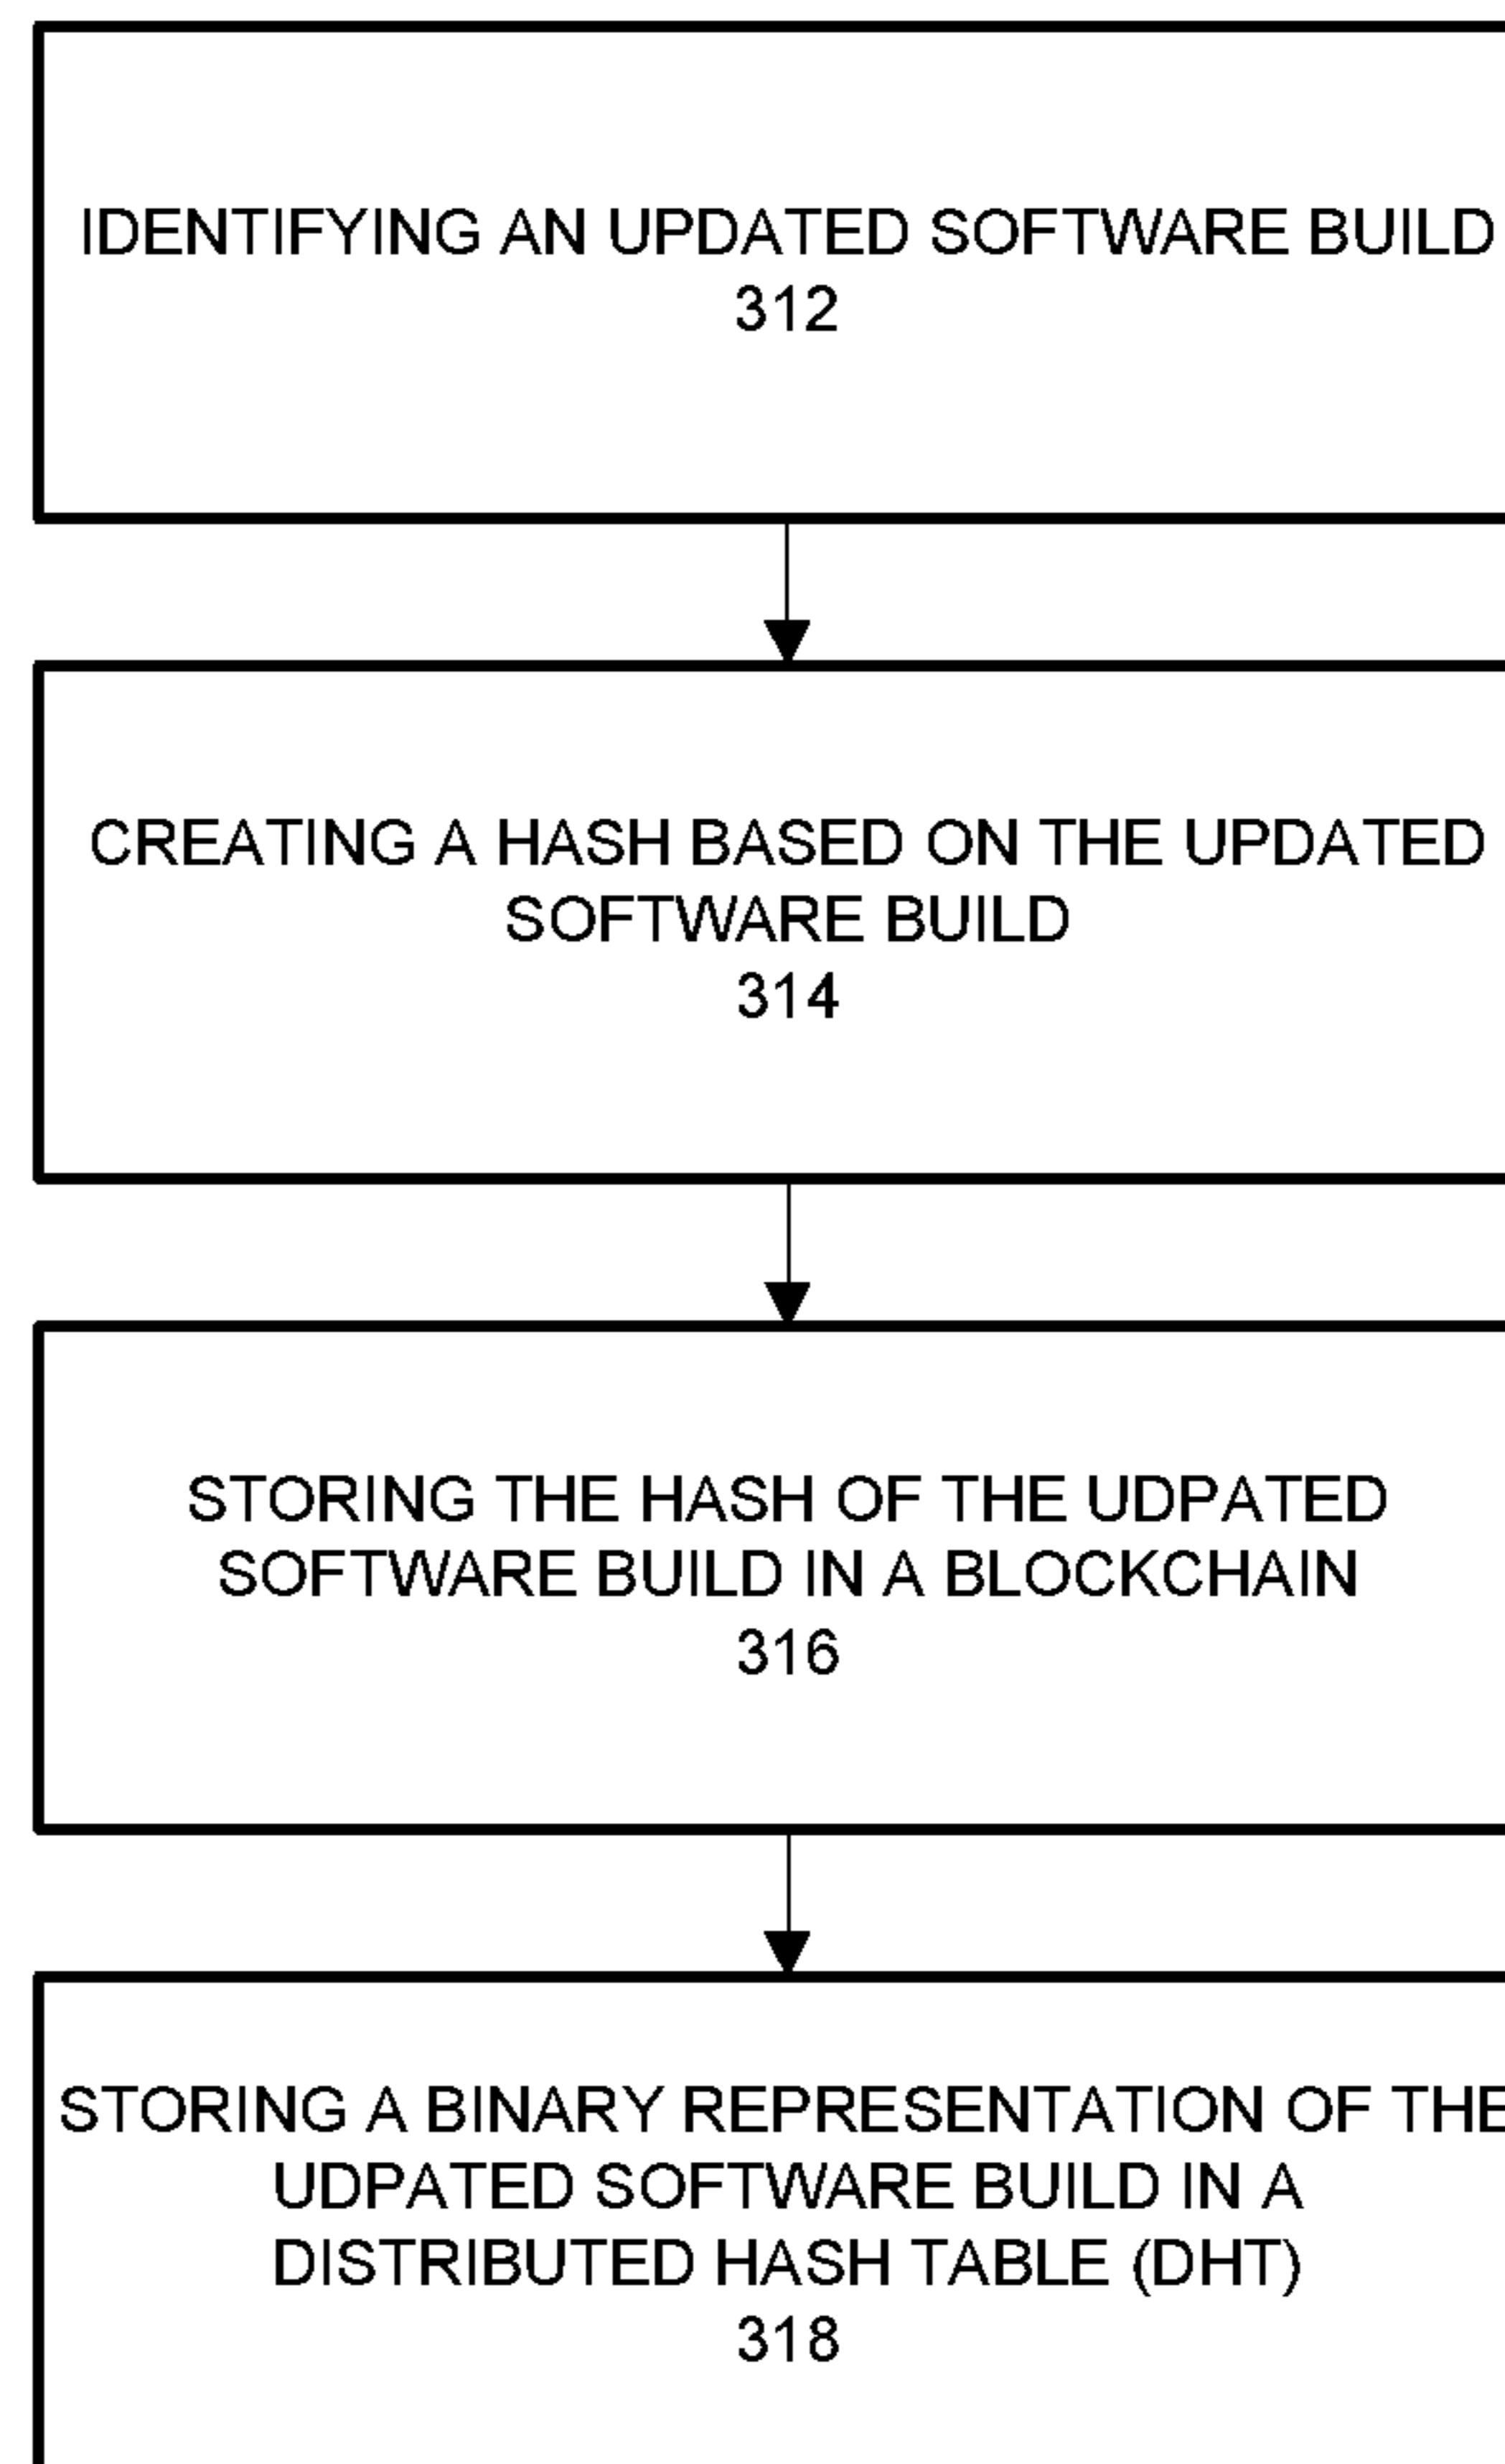 IDENTIFYING AN UPDATED SOFTWARE BUILD
312
CREATING A HASH BASED ON THE UPDATED
SOFTWARE BUILD
314
STORING THE HASH OF THE UDPATED
SOFTWARE BUILD IN A BLOCKCHAIN
316
STORING A BINARY REPRESENTATION OF THE
UDPATED SOFTWARE BUILD IN A
DISTRIBUTED HASH TABLE (DHT)
318